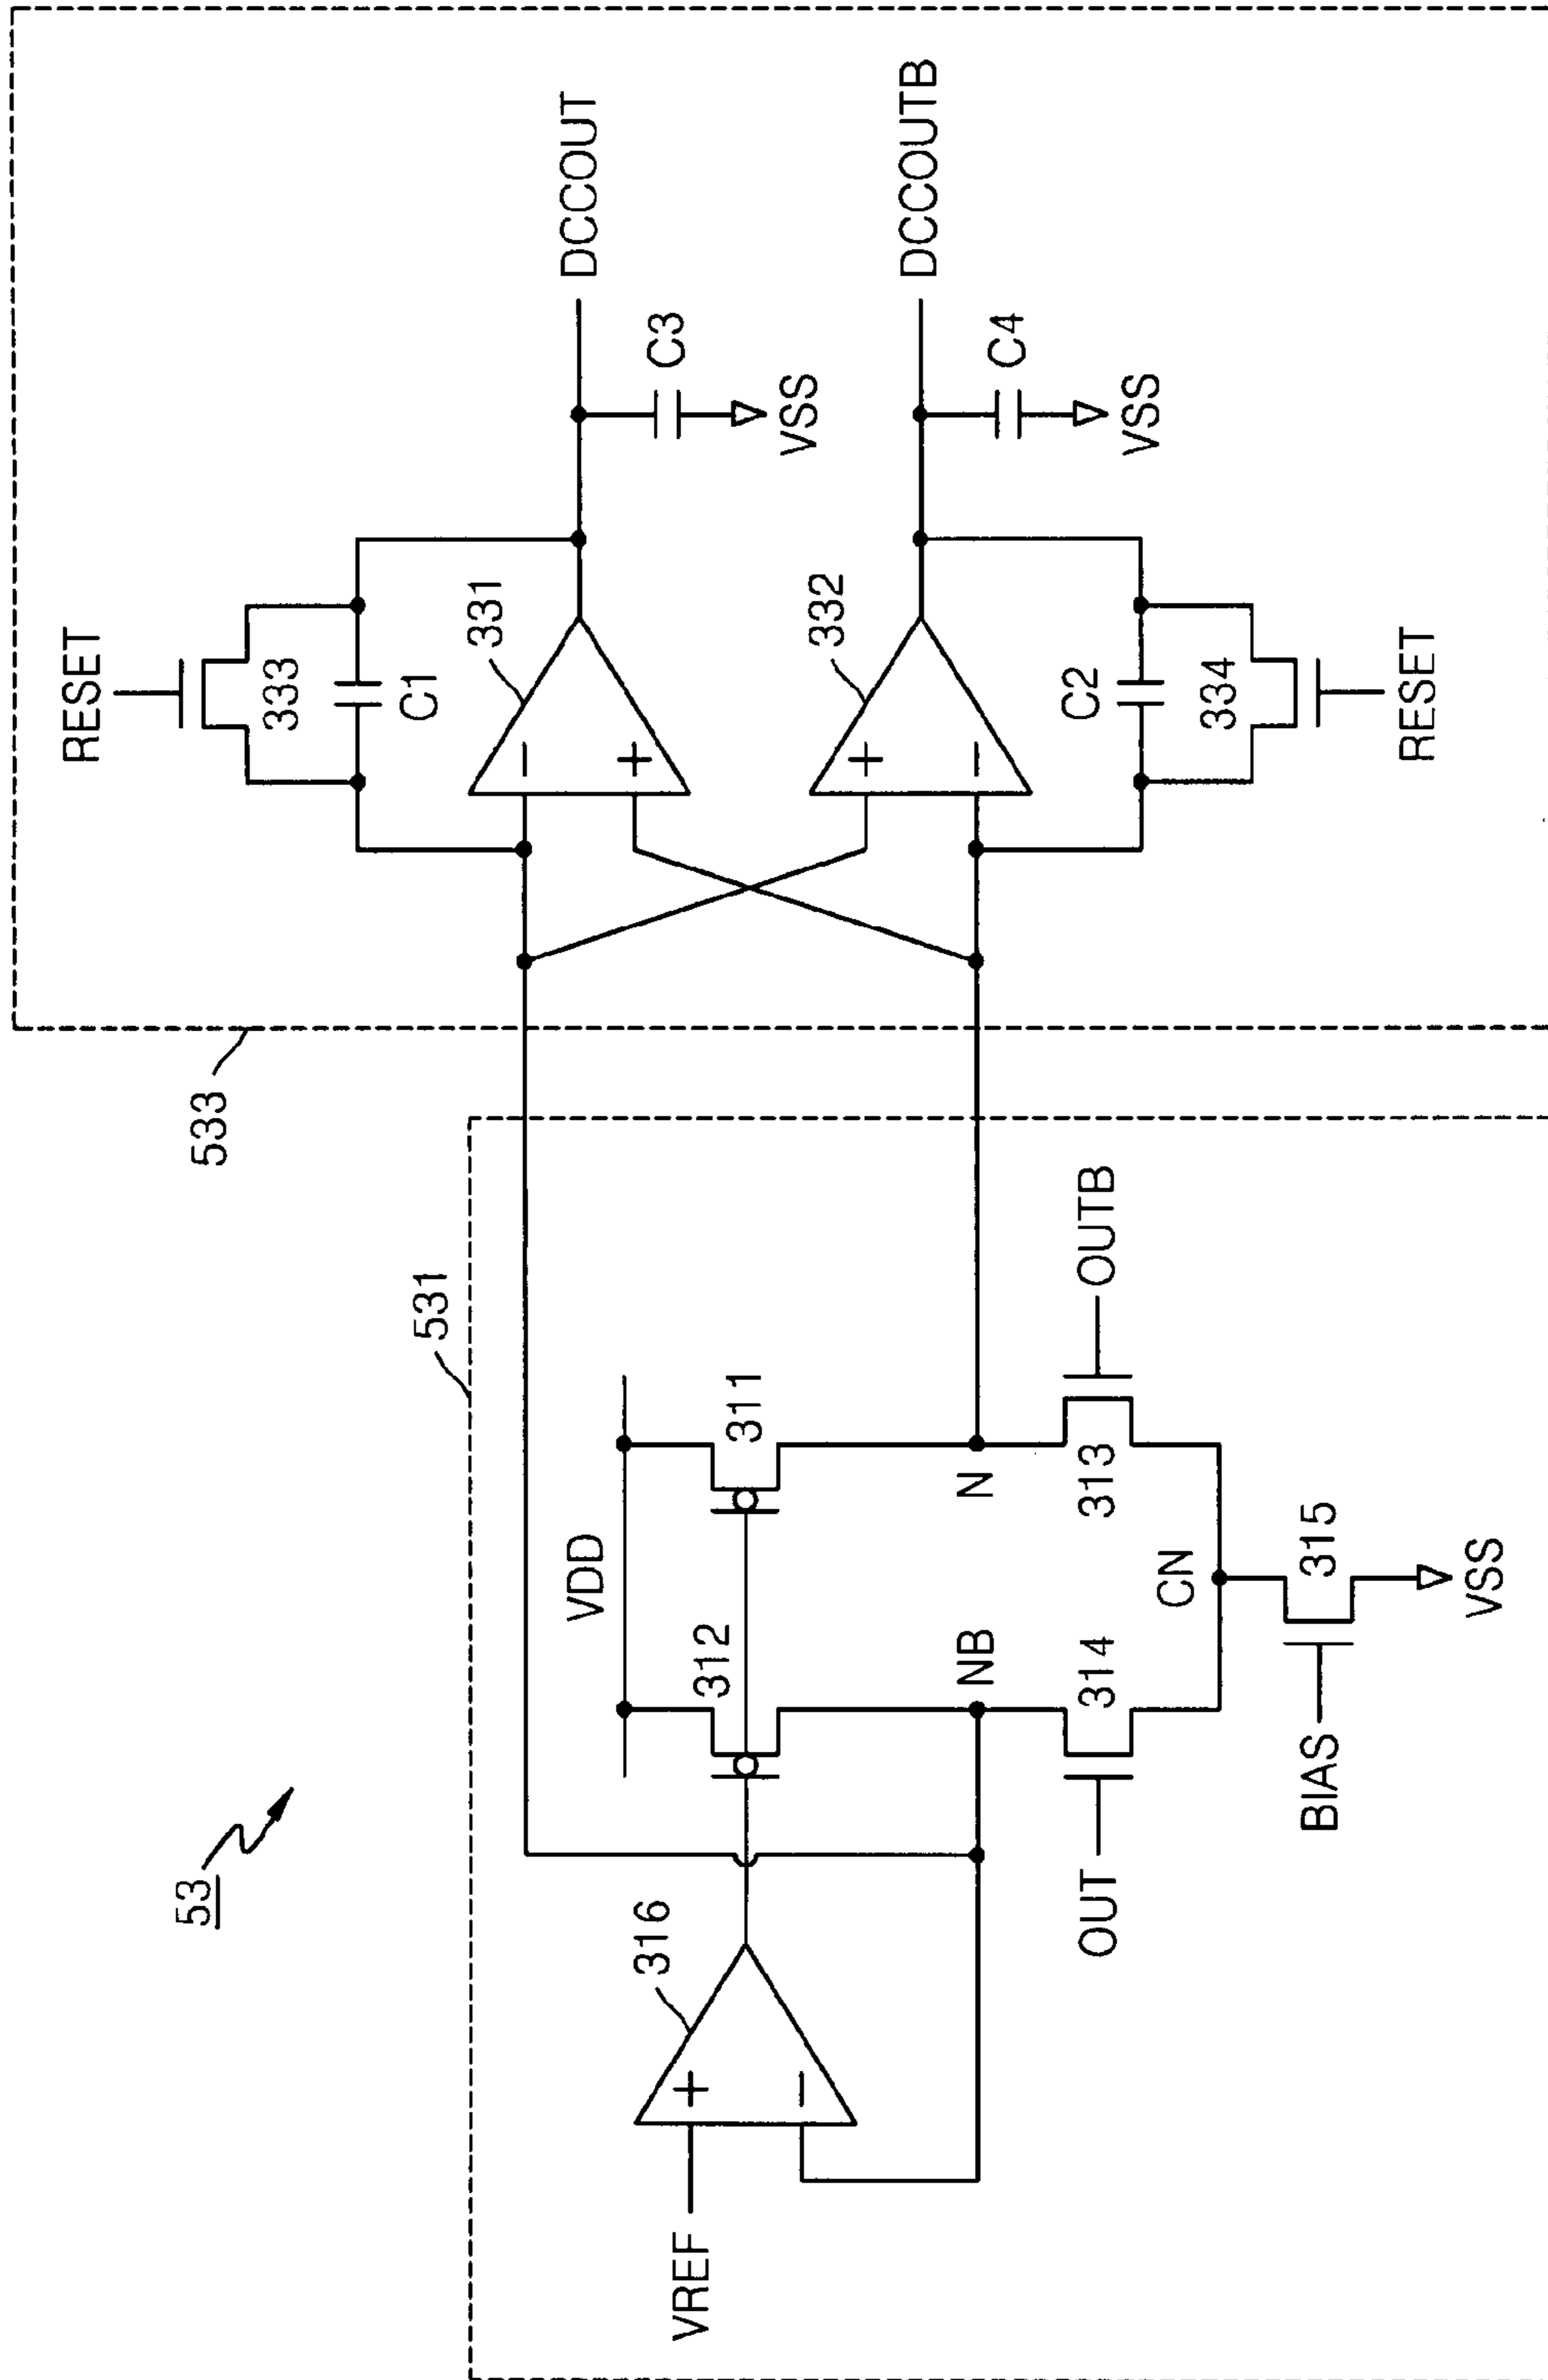 53
533
531
RESET
333
C1
331
DCCOUT
C3
VSS
332
DCCOUTB
C4
VSS
C2
334
RESET
VREF
316
VDD
312
311
NB
N
OUT
314
313
OUTB
CN
BIAS
315
VSS
+
−
−
+
+
−